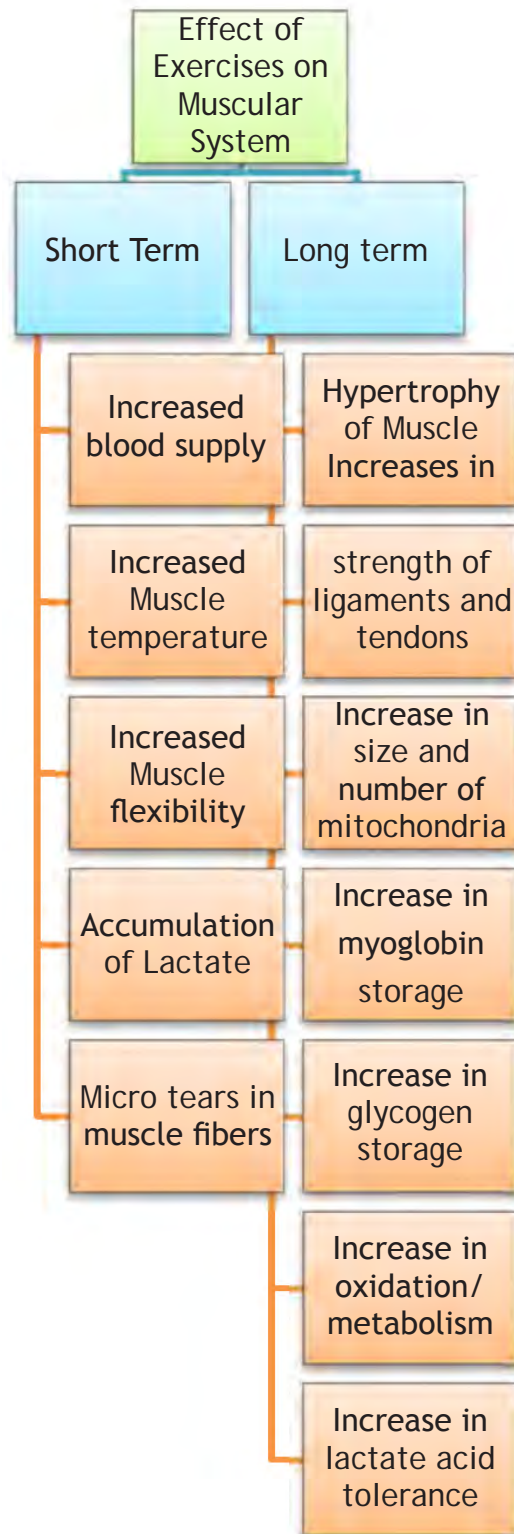 Effect of
Exercises on
Muscular
System
Short Term
Long term
Increased
blood supply
Increased
Muscle
temperature
Increased
Muscle
flexibility
Accumulation
of Lactate
Micro tears in
muscle fibers
Hypertrophy
of Muscle
Increases in
strength of
ligaments and
tendons
Increase in
size and
number of
mitochondria
Increase in
myoglobin
storage
Increase in
glycogen
storage
Increase in
oxidation/
metabolism
Increase in
lactate acid
tolerance